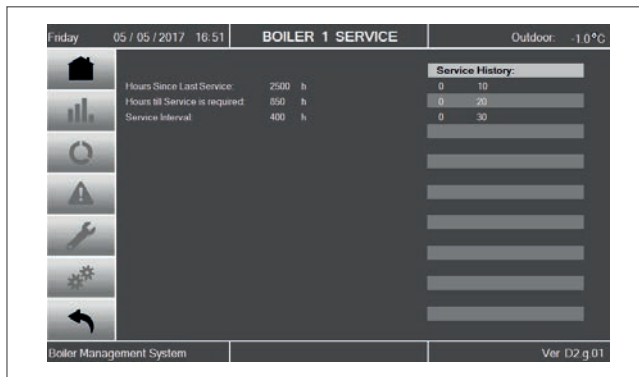 Friday 05 / 05 / 2017 16:51 BOILER 1 SERVICE Outdoor: -1.0°C
Service History:
Hours Since Last Service: 2500 h 0 10
Hours till Service is required: 850 h 0 20
Service Interval: 400 h 0 30
Boiler Management System Ver D2.g.01